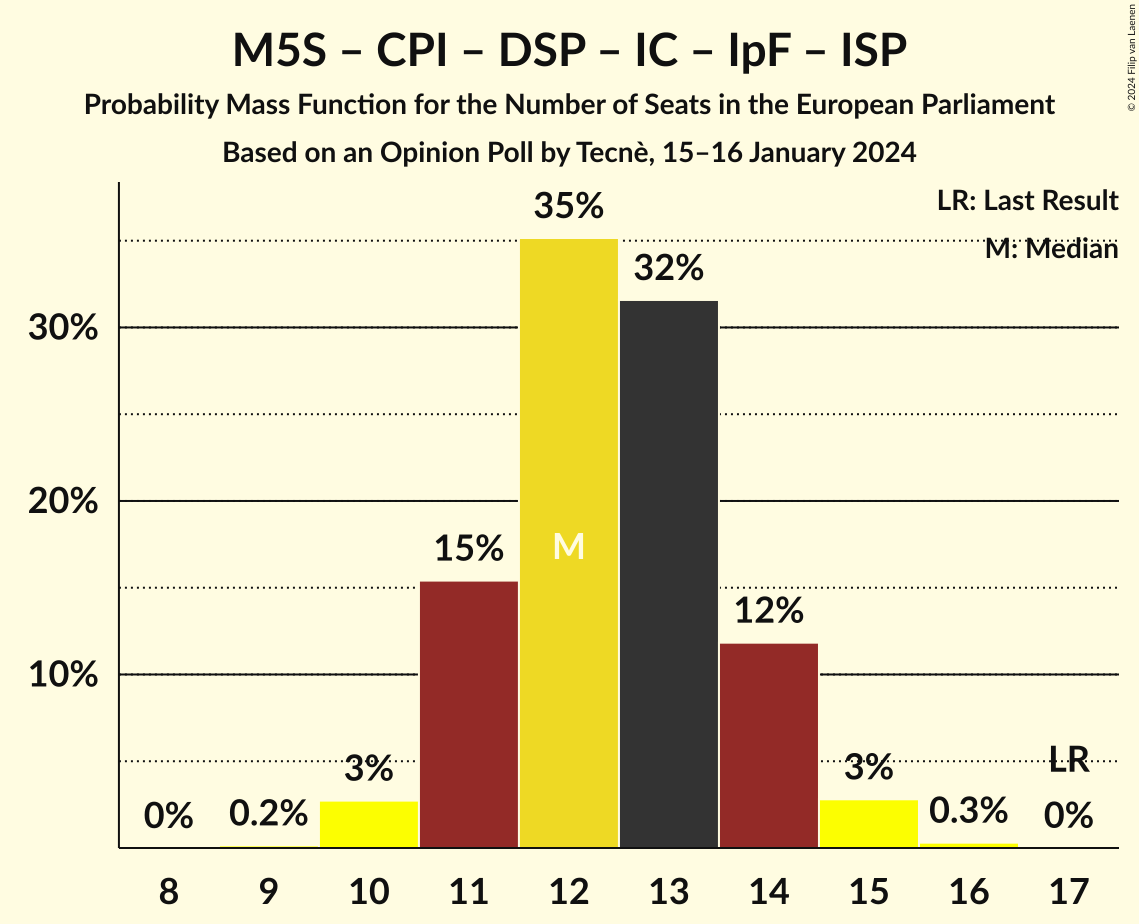 M5S – CPI – DSP – IC – IpF – ISP
Probability Mass Function for the Number of Seats in the European Parliament
Based on an Opinion Poll by Tecnè, 15–16 January 2024
© 2024 Filip van Laenen
LR: Last Result
M: Median
35%
32%
30%
20%
15%
M
12%
10%
3%
3%
LR
0%
0.2%
0.3%
0%
8 9 10 11 12 13 14 15 16 17